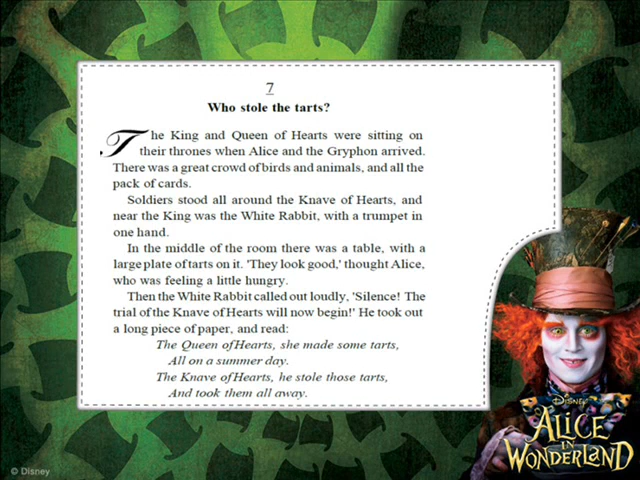 7
Who stole the tarts?
The King and Queen of Hearts were sitting on
their thrones when Alice and the Gryphon arrived.
There was a great crowd of birds and animals, and all the
pack of cards.
Soldiers stood all around the Knave of Hearts, and
near the King was the White Rabbit, with a trumpet in
one hand.
In the middle of the room there was a table, with a
large plate of tarts on it. 'They look good,' thought Alice,
who was feeling a little hungry.
Then the White Rabbit called out loudly, 'Silence! The
trial of the Knave of Hearts will now begin!' He took out
a long piece of paper, and read:
The Queen of Hearts, she made some tarts,
All on a summer day.
The Knave of Hearts, he stole those tarts,
And took them all away.
DISNEY
ALICE
IN
WONDERLAND
© Disney